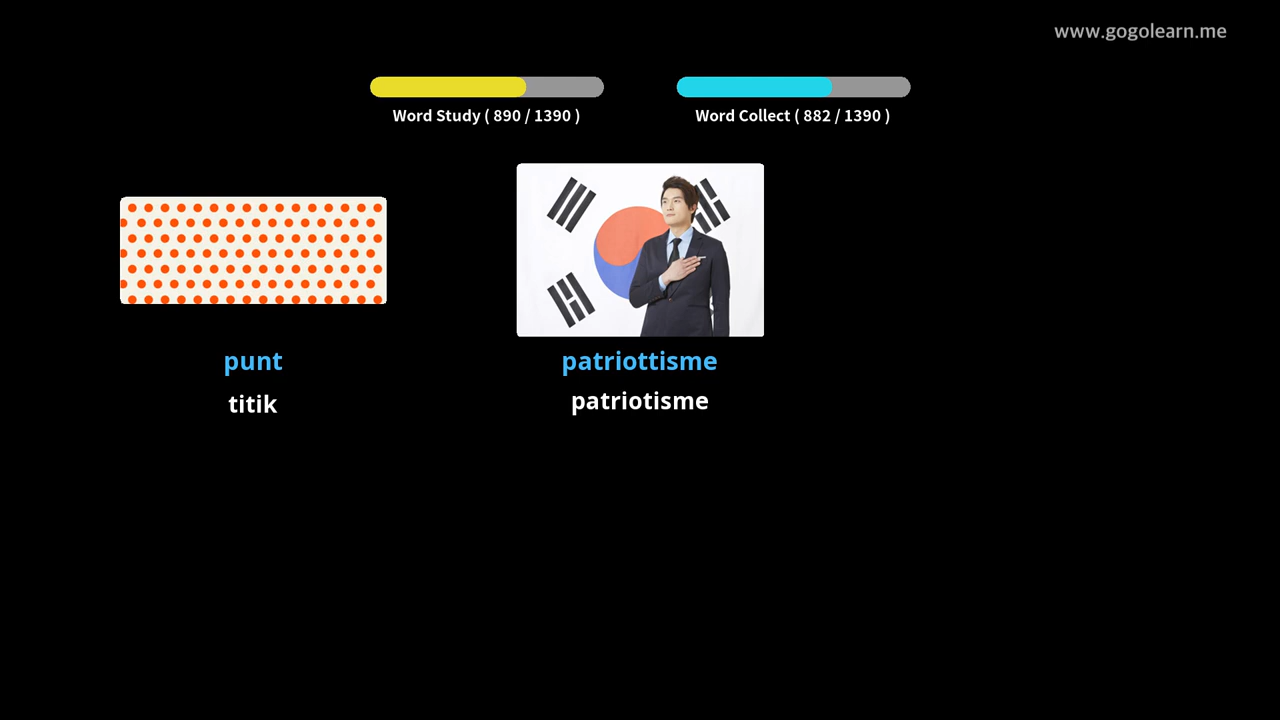 www.gogolearn.me
Word Study ( 890 / 1390 )
Word Collect ( 882 / 1390 )
punt
titik
patriottisme
patriotisme